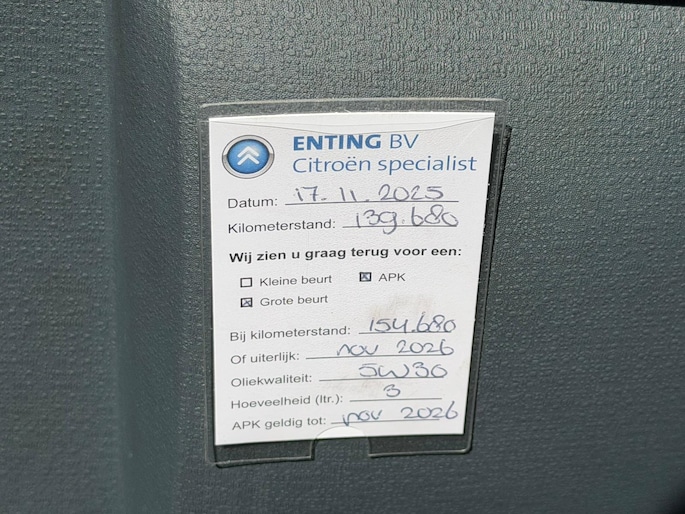 ENTING BV
Citroën specialist
Datum: 17.11.2025
Kilometerstand: 139.680
Wij zien u graag terug voor een:
Kleine beurt APK
Grote beurt
Bij kilometerstand: 154.680
Of uiterlijk: nov 2026
Oliekwaliteit: 5W30
Hoeveelheid (ltr.): 3
APK geldig tot: nov 2026